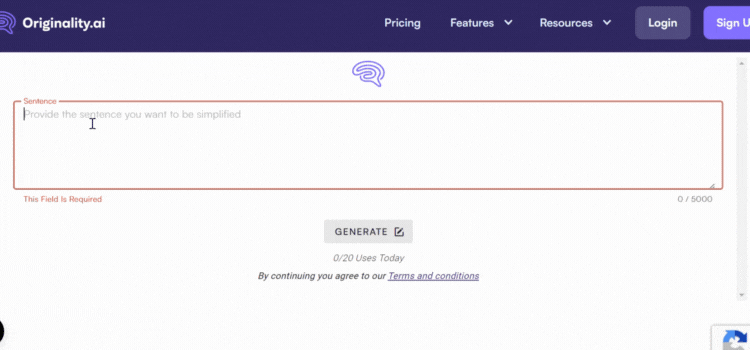 Originality.ai
Pricing
Features
Resources
Login
Sign U
Sentence
Provide the sentence you want to be simplified
This Field Is Required
0 / 5000
GENERATE
0/20 Uses Today
By continuing you agree to our Terms and conditions